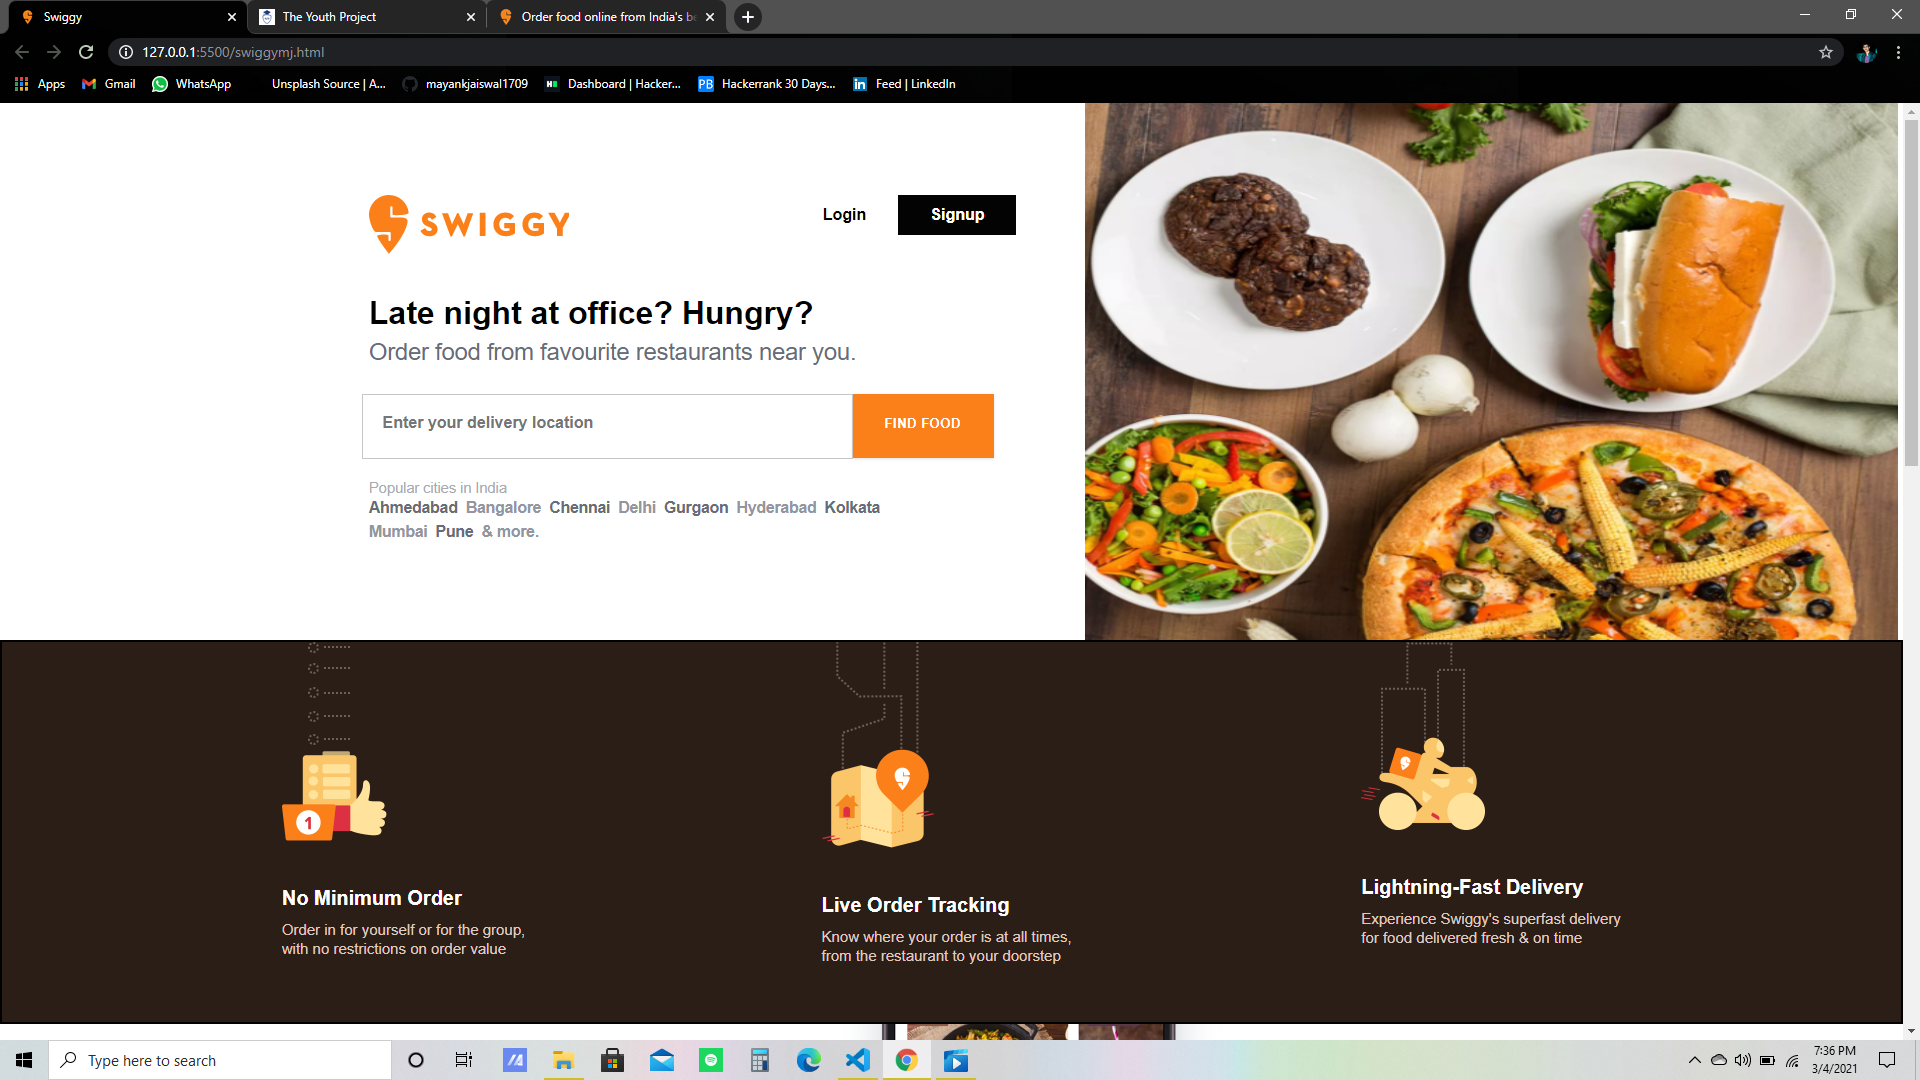 Swiggy
The Youth Project
Order food online from India's be
127.0.0.1:5500/swiggymj.html
Apps
Gmail
WhatsApp
Unsplash Source | A...
mayankjaiswal1709
Dashboard | Hacker...
PB
Hackerrank 30 Days...
in
Feed | LinkedIn
SWIGGY
Login
Signup
Late night at office? Hungry?
Order food from favourite restaurants near you.
Enter your delivery location
FIND FOOD
Popular cities in India
Ahmedabad Bangalore Chennai Delhi Gurgaon Hyderabad Kolkata
Mumbai Pune & more.
1
No Minimum Order
Order in for yourself or for the group,
with no restrictions on order value
Live Order Tracking
Know where your order is at all times,
from the restaurant to your doorstep
Lightning-Fast Delivery
Experience Swiggy's superfast delivery
for food delivered fresh & on time
Type here to search
7:36 PM
3/4/2021